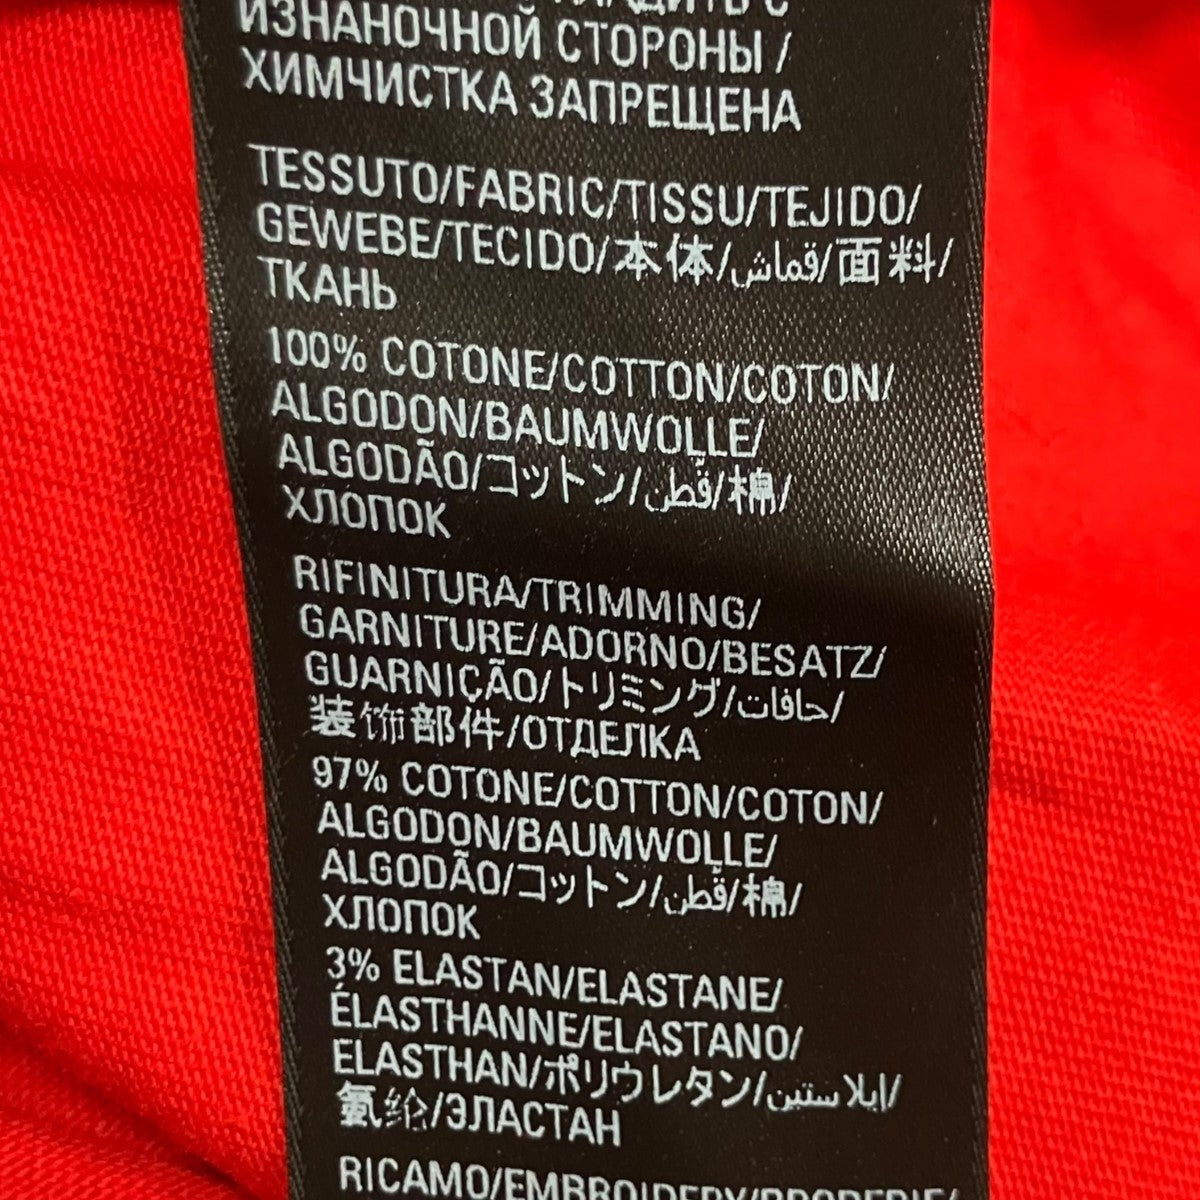 ГЛАДИТЬ С
ИЗНАНОЧНОЙ СТОРОНЫ /
ХИМЧИСТКА ЗАПРЕЩЕНА
TESSUTO/FABRIC/TISSU/TEJIDO/
GEWEBE/TECIDO/本体/قماش/面料/
ТКАНЬ
100% COTONE/COTTON/COTON/
ALGODON/BAUMWOLLE/
ALGODÃO/コットン/قطن/棉/
ХЛОПОК
RIFINITURA/TRIMMING/
GARNITURE/ADORNO/BESATZ/
GUARNIÇÃO/トリミング/حافات/
装饰部件/ОТДЕЛКА
97% COTONE/COTTON/COTON/
ALGODON/BAUMWOLLE/
ALGODÃO/コットン/قطن/棉/
ХЛОПОК
3% ELASTAN/ELASTANE/
ÉLASTHANNE/ELASTANO/
ELASTHAN/ポリウレタン/ايلاستين/
氨纶/ЭЛАСТАН
RICAMO/EMBROIDERY/BRODERIE/